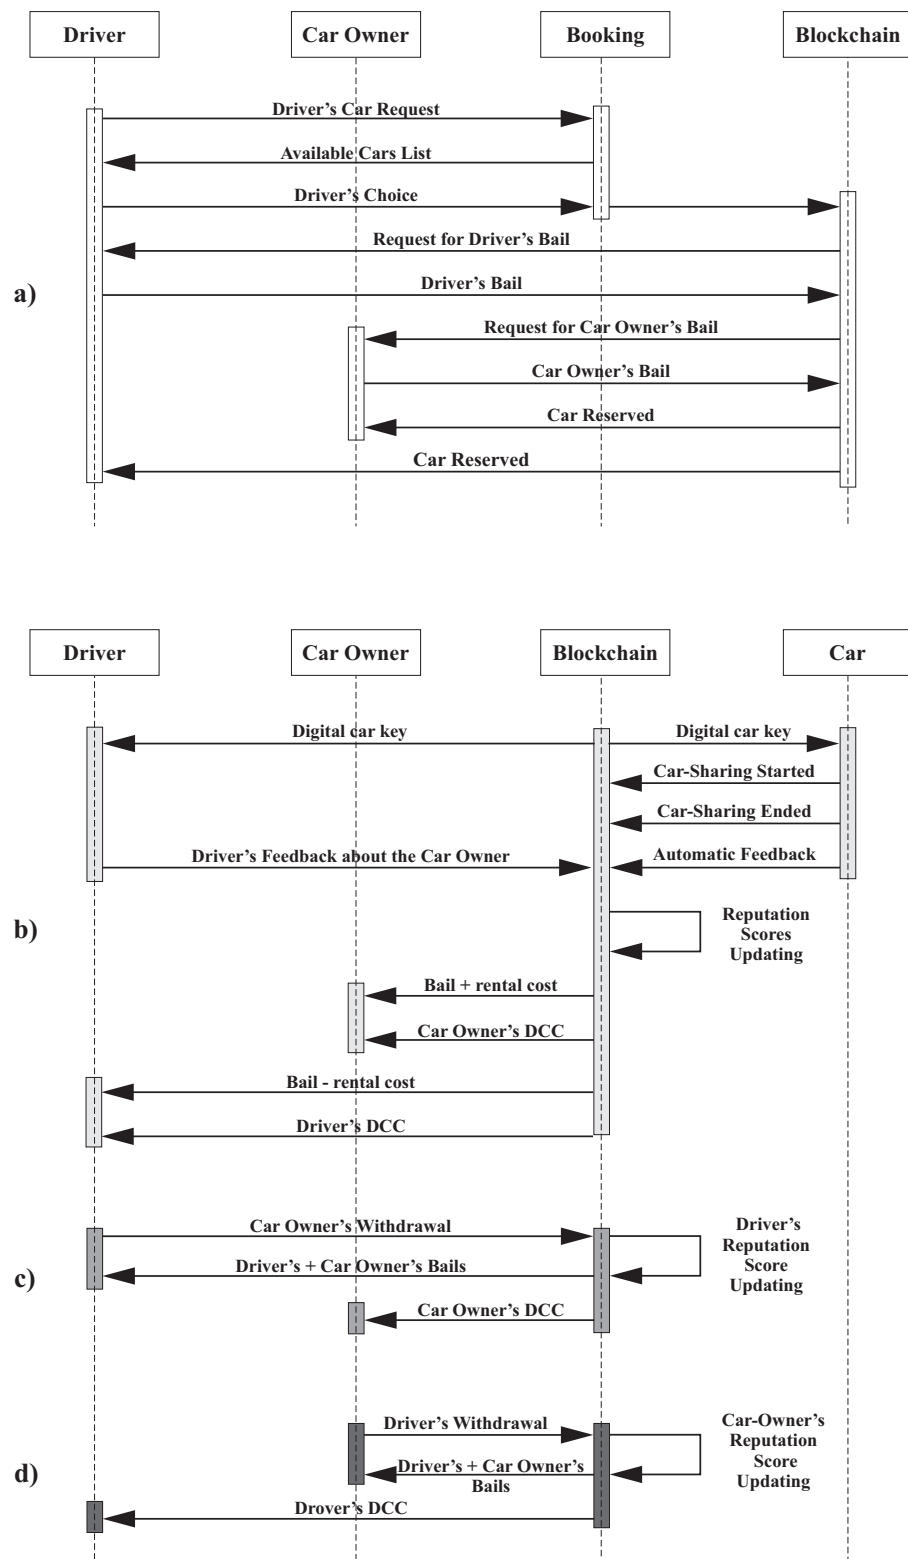 Driver
Car Owner
Booking
Blockchain
Driver's Car Request
Available Cars List
Driver's Choice
Request for Driver's Bail
a)
Driver's Bail
Request for Car Owner's Bail
Car Owner's Bail
Car Reserved
Car Reserved
Driver
Car Owner
Blockchain
Car
Digital car key
Digital car key
Car-Sharing Started
Car-Sharing Ended
Driver's Feedback about the Car Owner
Automatic Feedback
b)
Reputation
Scores
Updating
Bail + rental cost
Car Owner's DCC
Bail - rental cost
Driver's DCC
c)
Car Owner's Withdrawal
Driver's + Car Owner's Bails
Driver's
Reputation
Score
Updating
Car Owner's DCC
d)
Driver's Withdrawal
Driver's + Car Owner's
Bails
Car-Owner's
Reputation
Score
Updating
Drover's DCC